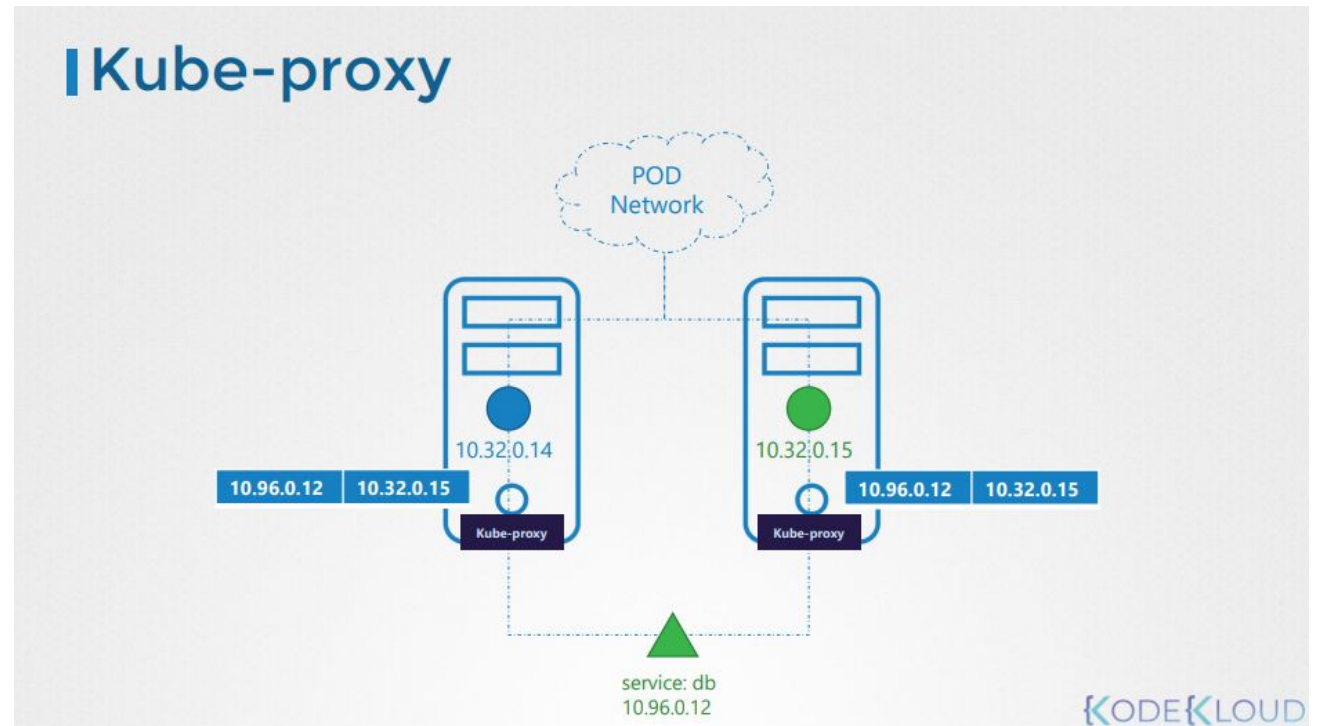 Kube-proxy
POD
Network
10.32.0.14
10.32.0.15
10.96.0.12 10.32.0.15
10.96.0.12 10.32.0.15
Kube-proxy
Kube-proxy
service: db
10.96.0.12
KODEKLOUD